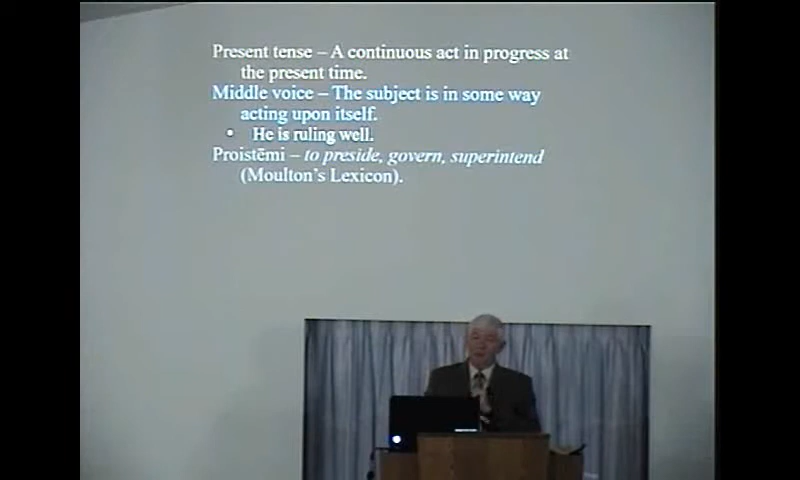 Present tense – A continuous act in progress at
the present time.
Middle voice – The subject is in some way
acting upon itself.
• He is ruling well.
Proistēmi – to preside, govern, superintend
(Moulton's Lexicon).